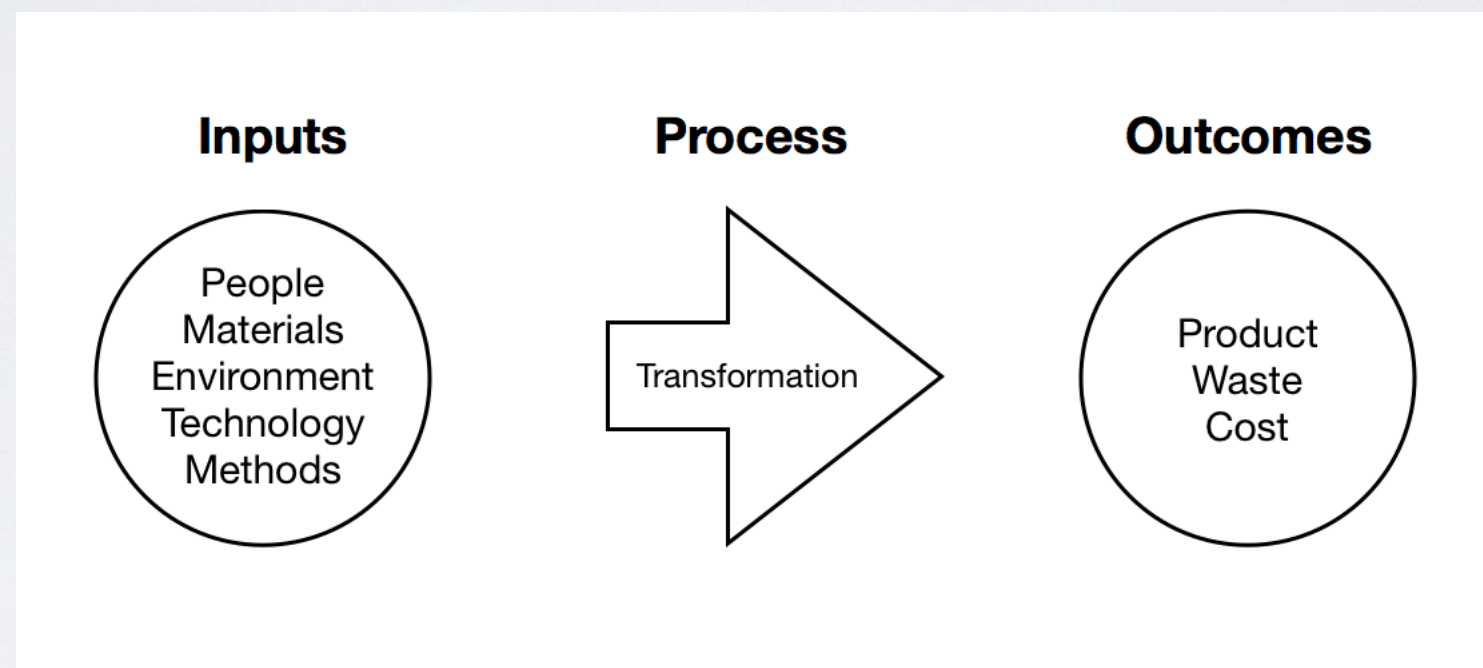 Inputs
People
Materials
Environment
Technology
Methods
Process
Transformation
Outcomes
Product
Waste
Cost